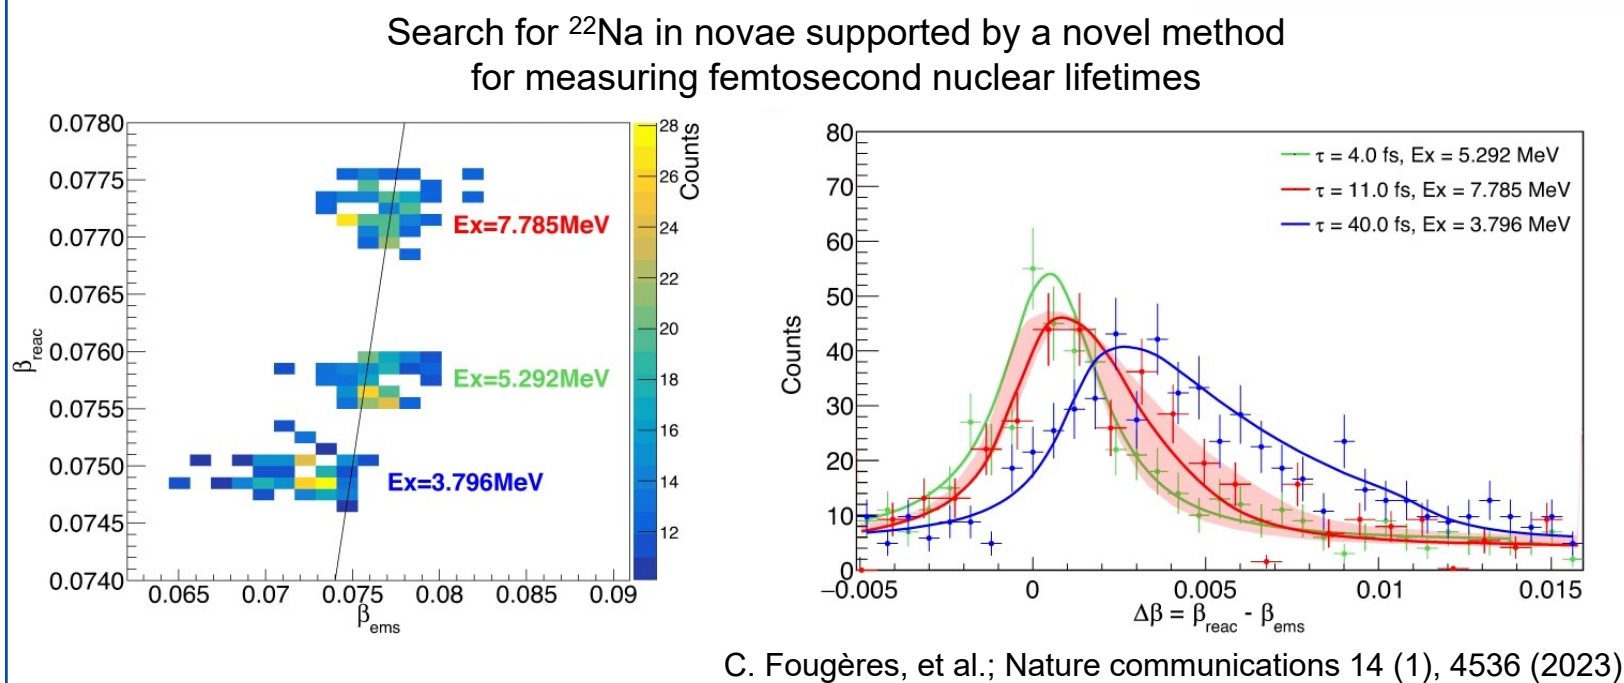 Search for ²²Na in novae supported by a novel method
for measuring femtosecond nuclear lifetimes
0.0780
0.0775
0.0770
0.0765
0.0760
0.0755
0.0750
0.0745
0.0740
βreac
0.065 0.07 0.075 0.08 0.085 0.09
βems
Ex=7.785MeV
Ex=5.292MeV
Ex=3.796MeV
28
26
24
22
20
18
16
14
12
Counts
80
70
60
50
40
30
20
10
0
Counts
τ = 4.0 fs, Ex = 5.292 MeV
τ = 11.0 fs, Ex = 7.785 MeV
τ = 40.0 fs, Ex = 3.796 MeV
−0.005 0 0.005 0.01 0.015
Δβ = βreac - βems
C. Fougères, et al.; Nature communications 14 (1), 4536 (2023)